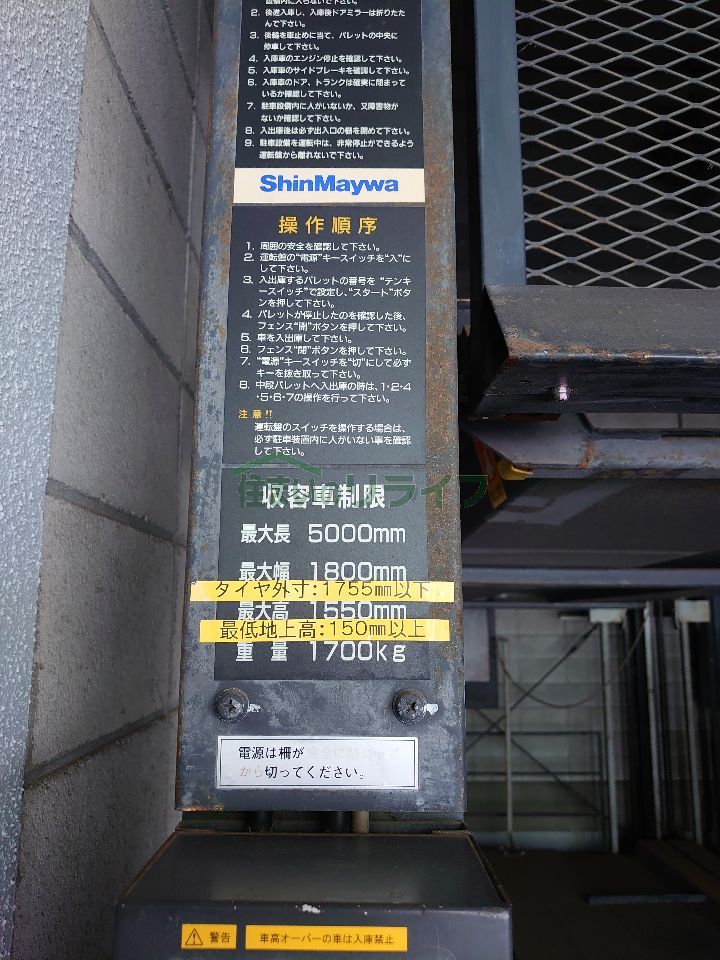 設備内に入らないで下さい。
2. 後進入庫し、入庫後ドアミラーは折りたた
んで下さい。
3. 後輪を車止めに当て、パレットの中央に
停車して下さい。
4. 入庫車のエンジン停止を確認して下さい。
5. 入庫車のサイドブレーキを確認して下さい。
6. 入庫車のドア、トランクは確実に閉まって
いるか確認して下さい。
7. 駐車設備内に人がいないか、又障害物が
ないか確認して下さい。
8. 入出庫後は必ず出入口の柵を閉めて下さい。
9. 駐車設備を運転中は、非常停止ができるよう
運転盤から離れないで下さい。
ShinMaywa
操作順序
1. 周囲の安全を確認して下さい。
2. 運転盤の“電源”キースイッチを“入”に
して下さい。
3. 入出庫するパレットの番号を “テンキ
ースイッチ”で設定し、“スタート”ボタ
ンを押して下さい。
4. パレットが停止したのを確認した後、
フェンス“開”ボタンを押して下さい。
5. 車を入出庫して下さい。
6. フェンス“閉”ボタンを押して下さい。
7. “電源”キースイッチを“切”にして必ず
キーを抜き取って下さい。
8. 中段パレットへ入出庫の時は、1・2・4
・5・6・7の操作を行って下さい。
注意!!
運転盤のスイッチを操作する場合は、
必ず駐車装置内に人がいない事を確認
して下さい。
住まいりライフ
収容車制限
最大長 5000mm
最大幅 1800mm
タイヤ外寸:1755㎜以下
最大高 1550mm
最低地上高:150㎜以上
重量 1700kg
電源は柵が完全に閉まって
から切ってください。
警告 車高オーバーの車は入庫禁止